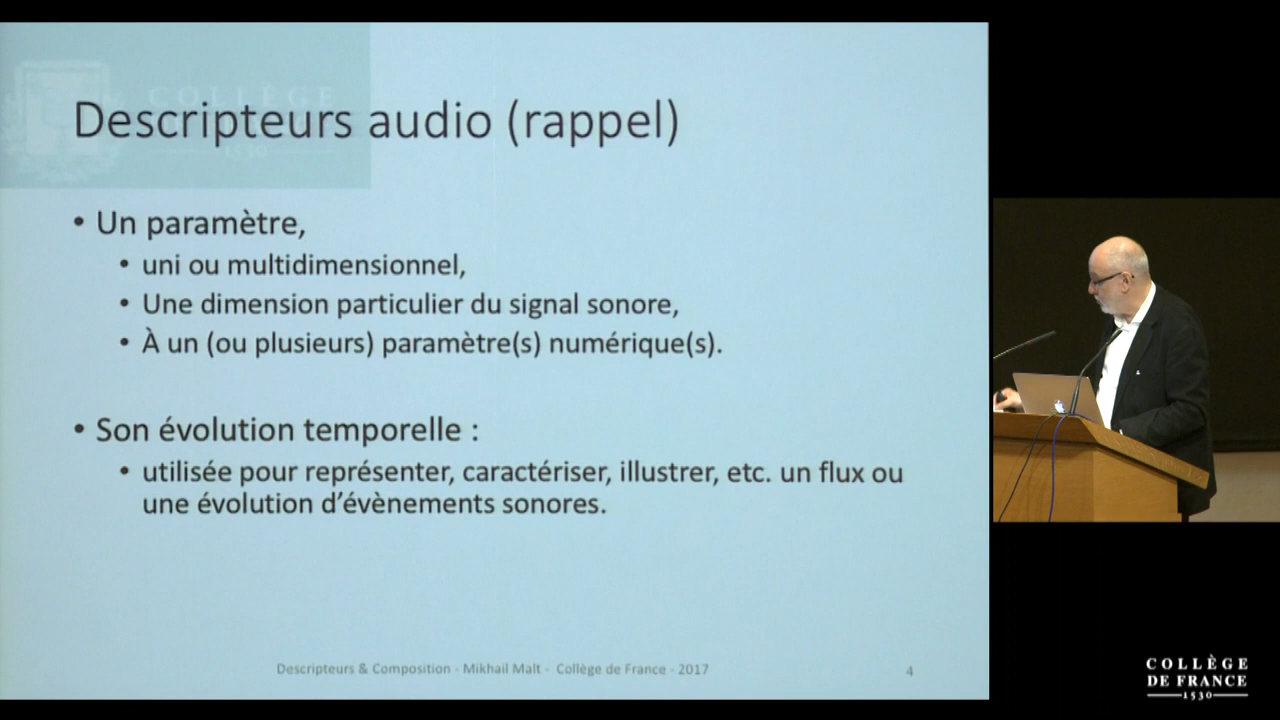 COLLÈGE
1530
Descripteurs audio (rappel)
• Un paramètre,
• uni ou multidimensionnel,
• Une dimension particulier du signal sonore,
• À un (ou plusieurs) paramètre(s) numérique(s).
• Son évolution temporelle :
• utilisée pour représenter, caractériser, illustrer, etc. un flux ou
une évolution d'évènements sonores.
Descripteurs & Composition - Mikhail Malt - Collège de France - 2017
4
COLLÈGE
DE FRANCE
1530